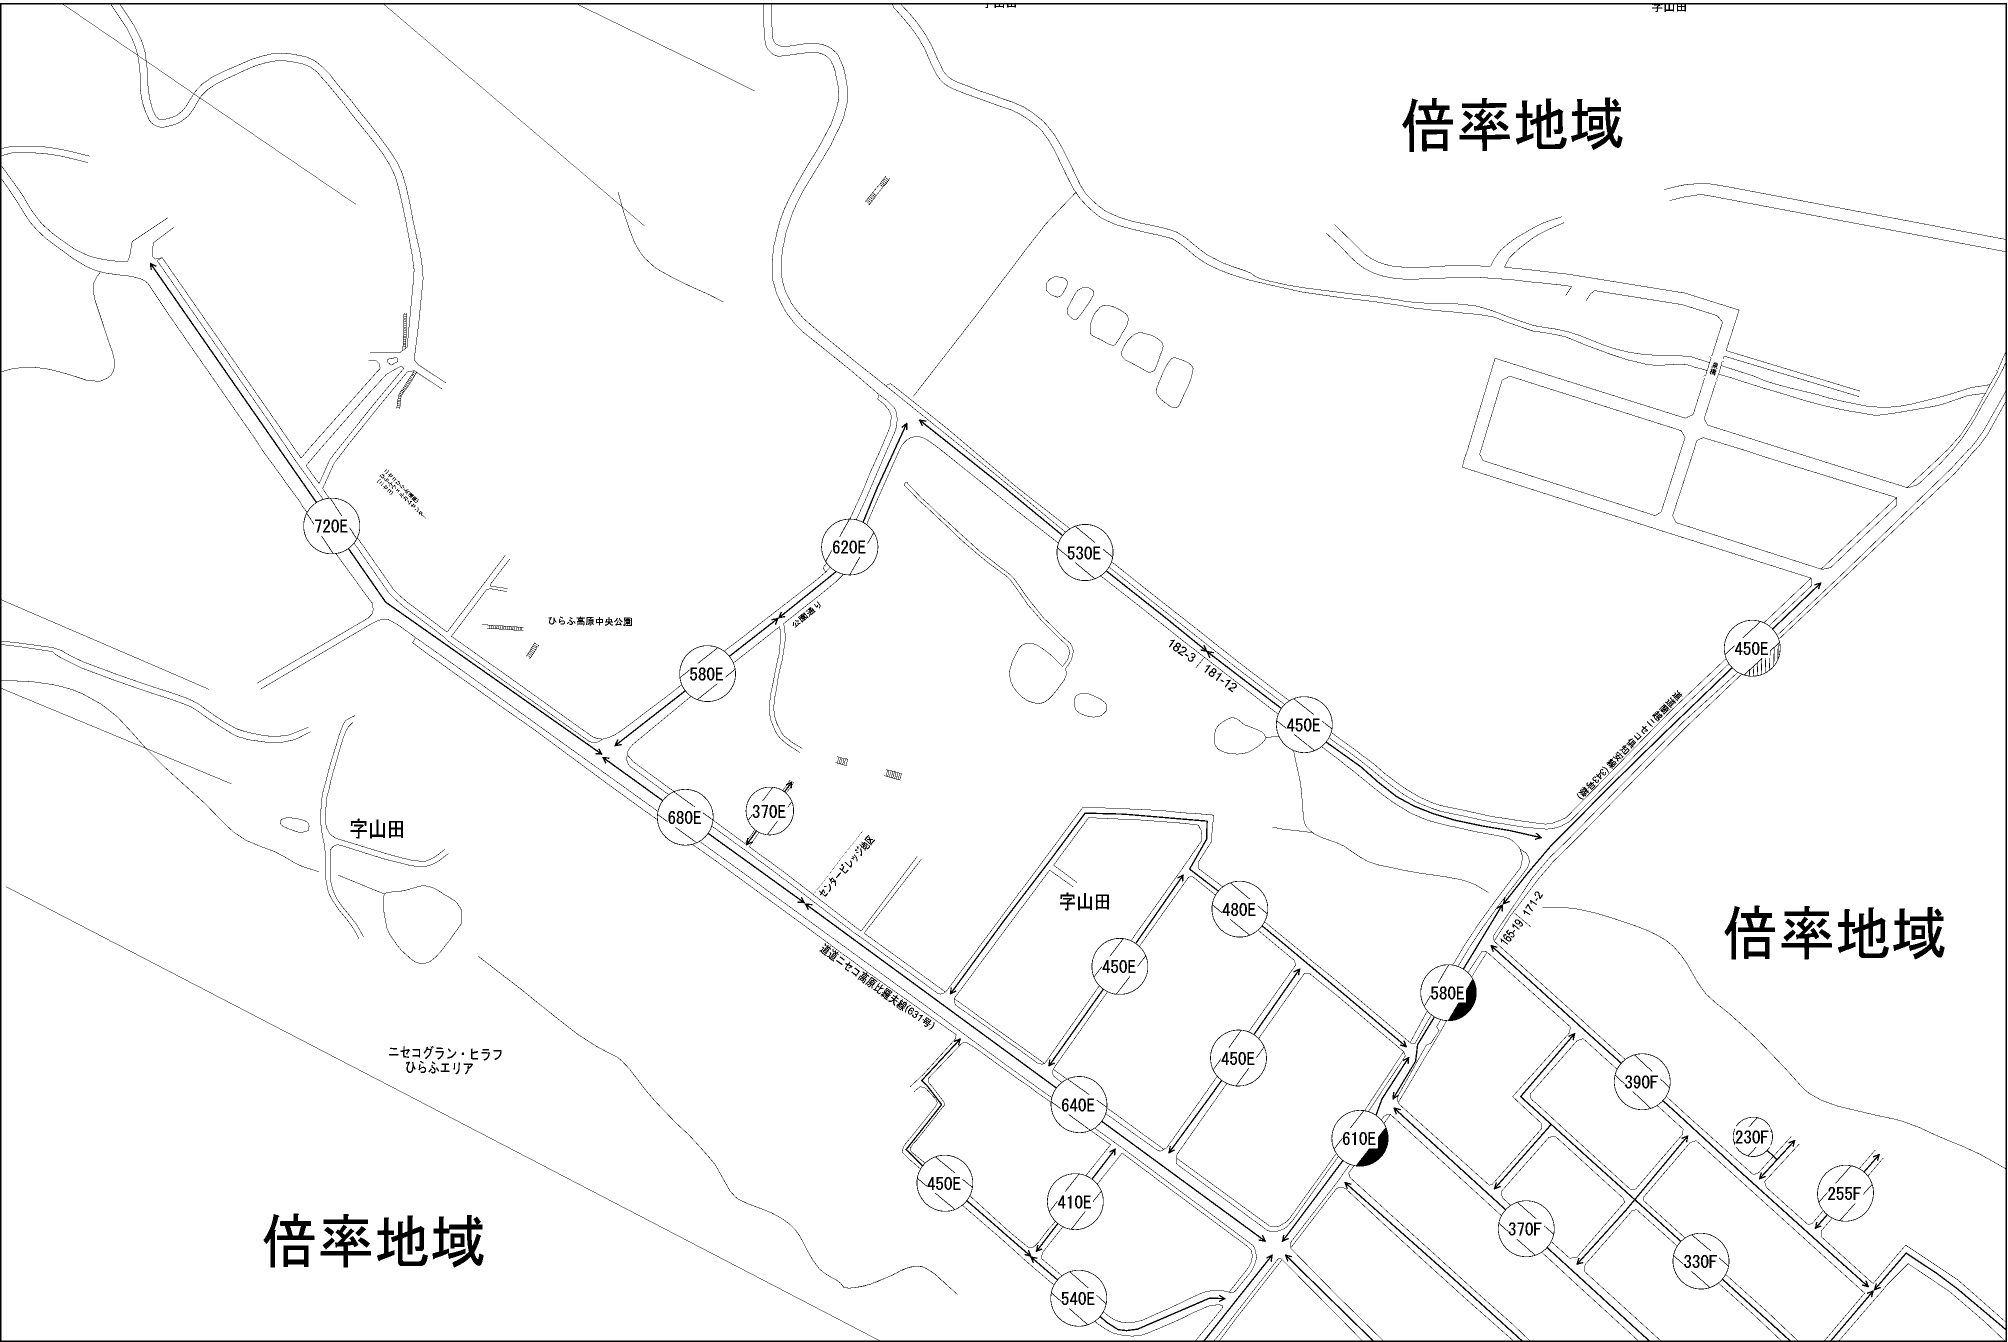 字山田
倍率地域
720E
620E
530E
ひらふ高原中央公園
公園通り
580E
182-3
181-12
450E
450E
680E
370E
字山田
センタービレッジ地区
字山田
480E
165-19
171-2
倍率地域
450E
580E
道道ニセコ高原比羅夫線(631号)
ニセコグラン・ヒラフ
ひらふエリア
450E
640E
390F
610E
230F
450E
410E
255F
370F
倍率地域
330F
540E